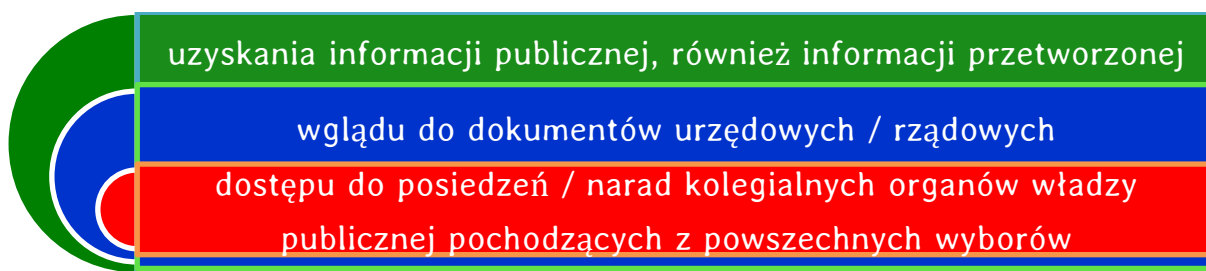 uzyskania informacji publicznej, również informacji przetworzonej
wglądu do dokumentów urzędowych / rządowych
dostępu do posiedzeń / narad kolegialnych organów władzy
publicznej pochodzących z powszechnych wyborów